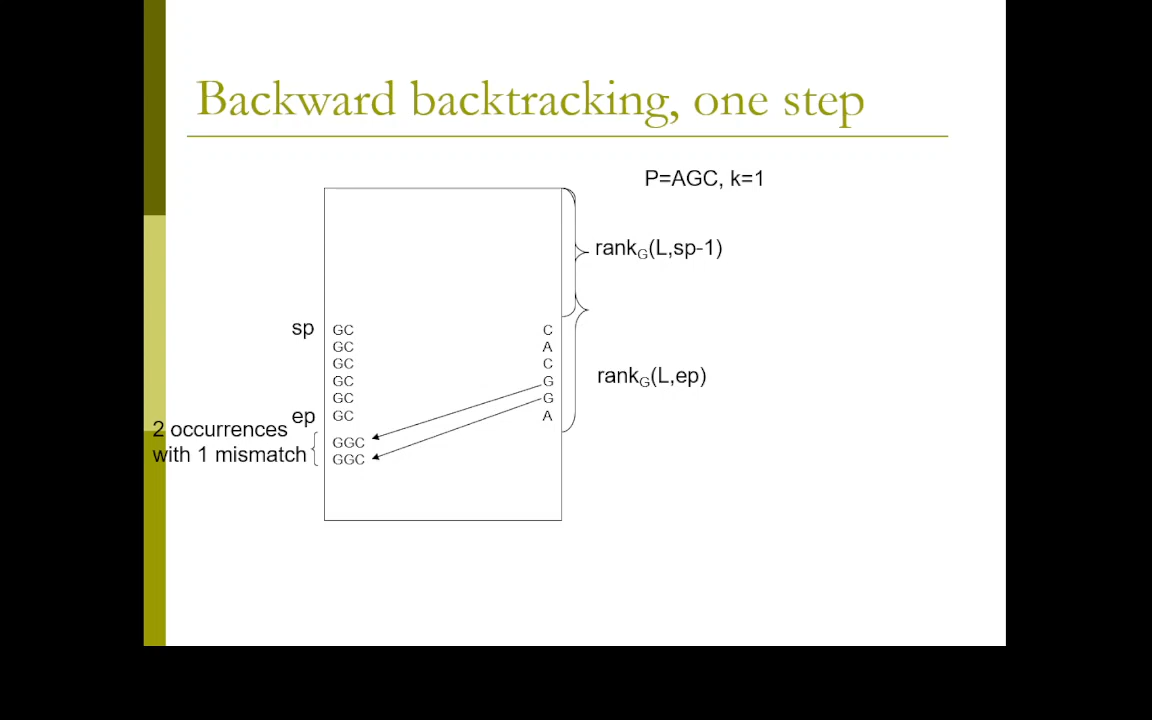 Backward backtracking, one step
P=AGC, k=1
rankG(L,sp-1)
sp GC C
GC A
GC C
GC G
rankG(L,ep)
GC G
ep GC A
2 occurrences
with 1 mismatch
GGC
GGC